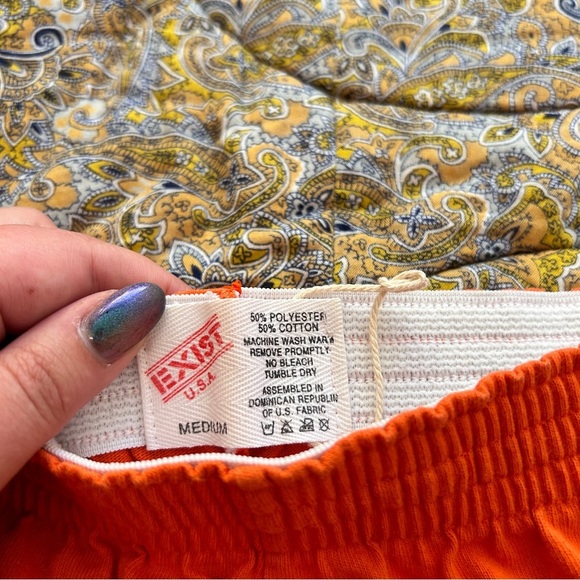 EXIST
U.S.A
MEDIUM
50% POLYESTER
50% COTTON
MACHINE WASH WARM
REMOVE PROMPTLY
NO BLEACH
TUMBLE DRY
ASSEMBLED IN
DOMINICAN REPUBLIC
OF U.S. FABRIC